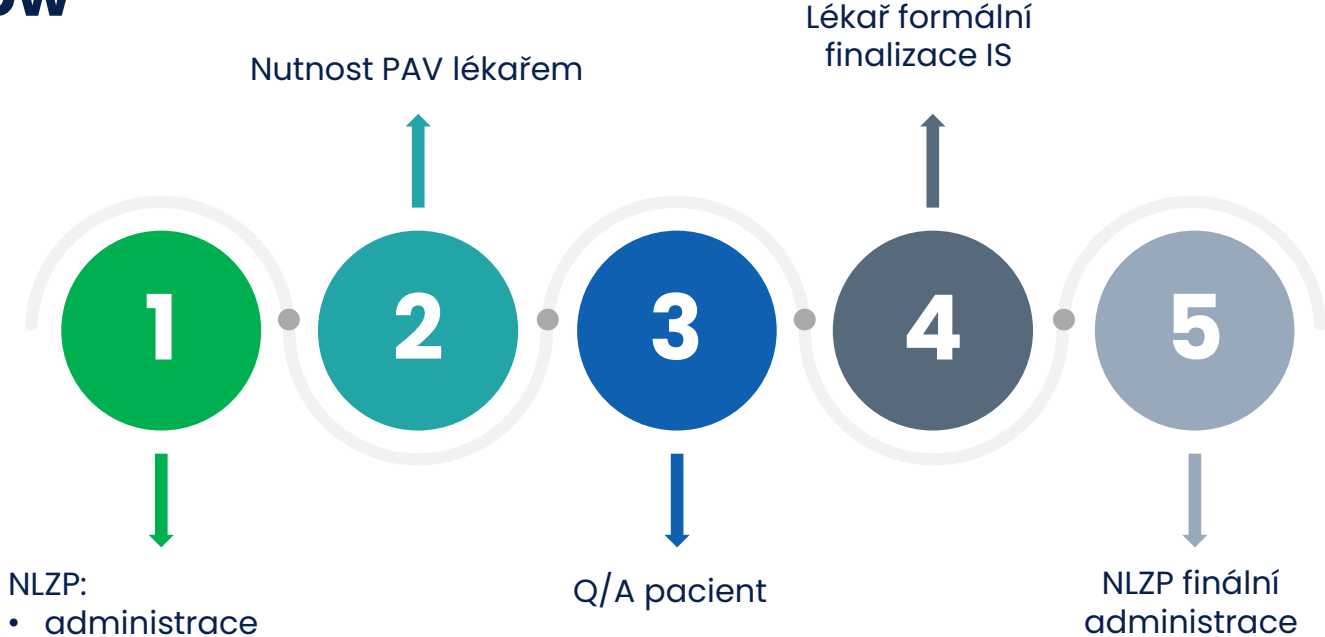 Lékař formální
finalizace IS
Nutnost PAV lékařem
1
2
3
4
5
NLZP:
• administrace
Q/A pacient
NLZP finální
administrace